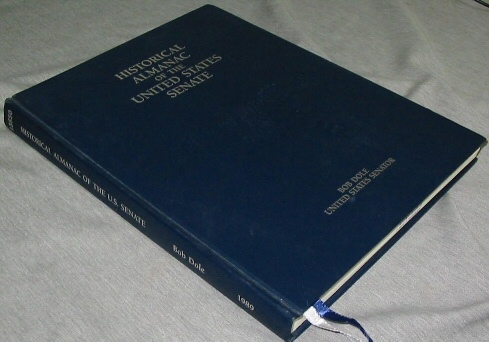 HISTORICAL
ALMANAC
OF THE
UNITED STATES
SENATE
BOB DOLE
UNITED STATES SENATOR
HISTORICAL ALMANAC OF THE U.S. SENATE
Bob Dole
1989